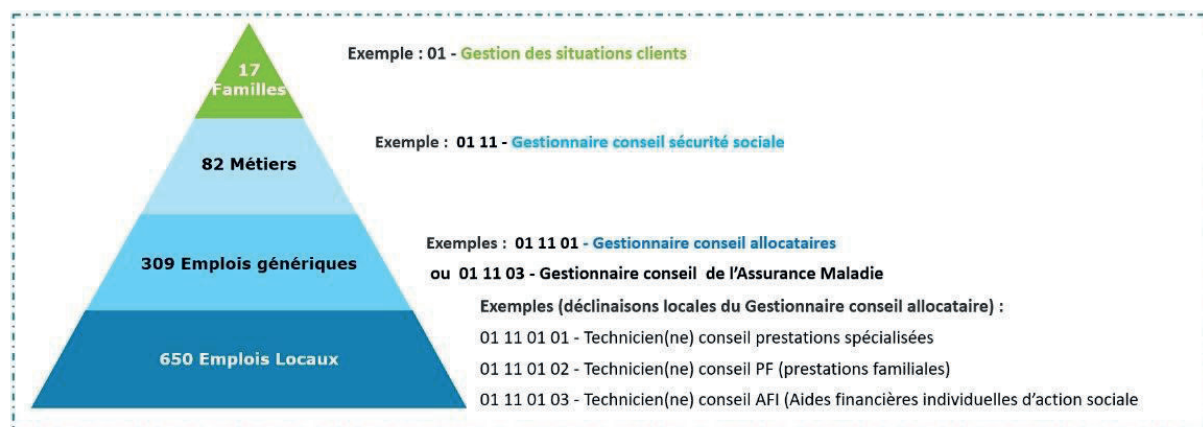 17
Familles
Exemple : 01 - Gestion des situations clients
82 Métiers
Exemple : 01 11 - Gestionnaire conseil sécurité sociale
309 Emplois génériques
Exemples : 01 11 01 - Gestionnaire conseil allocataires
ou 01 11 03 - Gestionnaire conseil de l’Assurance Maladie
650 Emplois Locaux
Exemples (déclinaisons locales du Gestionnaire conseil allocataire) :
01 11 01 01 - Technicien(ne) conseil prestations spécialisées
01 11 01 02 - Technicien(ne) conseil PF (prestations familiales)
01 11 01 03 - Technicien(ne) conseil AFI (Aides financières individuelles d’action sociale